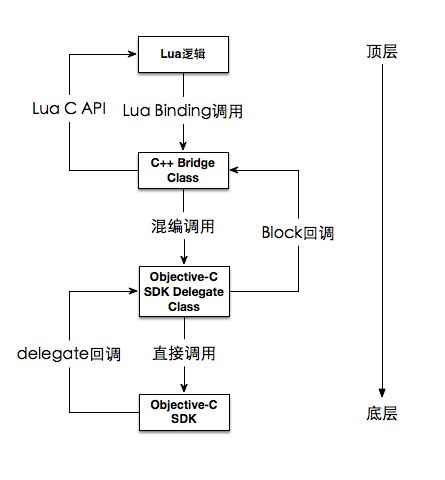 Lua逻辑
顶层
Lua C API
Lua Binding调用
C++ Bridge
Class
混编调用
Block回调
Objective-C
SDK Delegate
Class
delegate回调
直接调用
Objective-C
SDK
底层